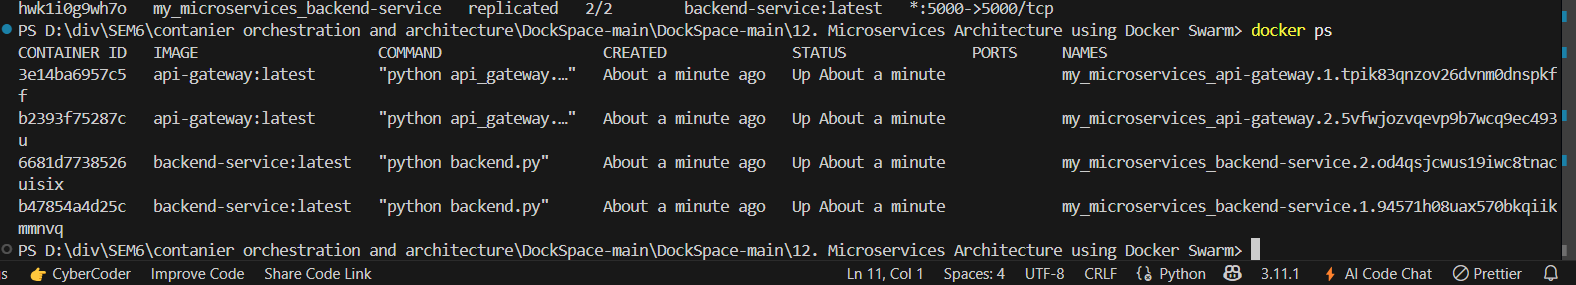 hwk1i0g9wh7o   my_microservices_backend-service   replicated   2/2        backend-service:latest   *:5000->5000/tcp
PS D:\div\SEM6\contanier orchestration and architecture\DockSpace-main\DockSpace-main\12. Microservices Architecture using Docker Swarm> docker ps
CONTAINER ID   IMAGE                    COMMAND                  CREATED              STATUS              PORTS     NAMES
3e14ba6957c5   api-gateway:latest       "python api_gateway.…"   About a minute ago   Up About a minute             my_microservices_api-gateway.1.tpik83qnzov26dvnm0dnspkf
f
b2393f75287c   api-gateway:latest       "python api_gateway.…"   About a minute ago   Up About a minute             my_microservices_api-gateway.2.5vfwjozvqevp9b7wcq9ec493
u
6681d7738526   backend-service:latest   "python backend.py"      About a minute ago   Up About a minute             my_microservices_backend-service.2.od4qsjcwus19iwc8tnac
uisix
b47854a4d25c   backend-service:latest   "python backend.py"      About a minute ago   Up About a minute             my_microservices_backend-service.1.94571h08uax570bkqiik
mmnvq
PS D:\div\SEM6\contanier orchestration and architecture\DockSpace-main\DockSpace-main\12. Microservices Architecture using Docker Swarm>
CyberCoder   Improve Code   Share Code Link   Ln 11, Col 1   Spaces: 4   UTF-8   CRLF   Python   3.11.1   AI Code Chat   Prettier